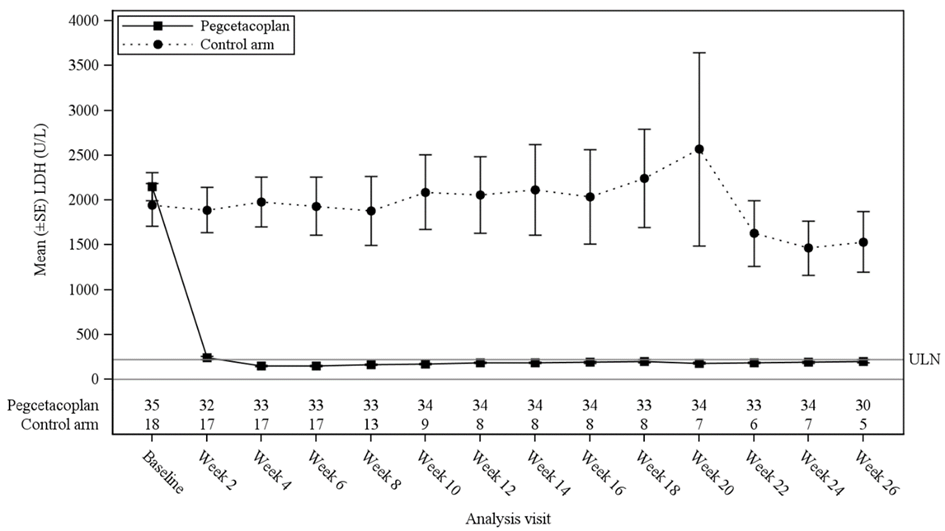 4000
3500
3000
2500
2000
1500
1000
500
0
Mean (±SE) LDH (U/L)
Pegcetacoplan
Control arm
ULN
Pegcetacoplan 35 32 33 33 33 34 34 34 34 33 34 33 34 30
Control arm 18 17 17 17 13 9 8 8 8 8 7 6 7 5
Baseline Week 2 Week 4 Week 6 Week 8 Week 10 Week 12 Week 14 Week 16 Week 18 Week 20 Week 22 Week 24 Week 26
Analysis visit